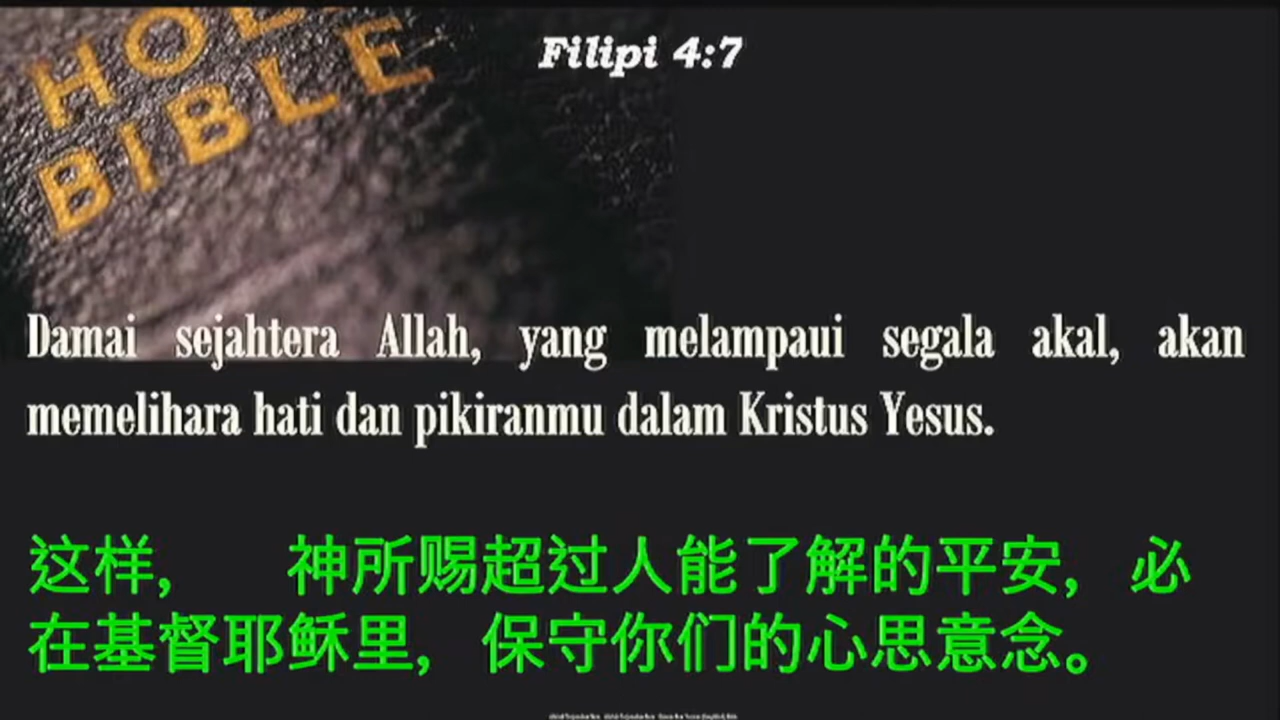 HOL
BIBLE
Filipi 4:7
Damai sejahtera Allah, yang melampaui segala akal, akan
memelihara hati dan pikiranmu dalam Kristus Yesus.
这样, 神所赐超过人能了解的平安, 必
在基督耶稣里, 保守你们的心思意念。